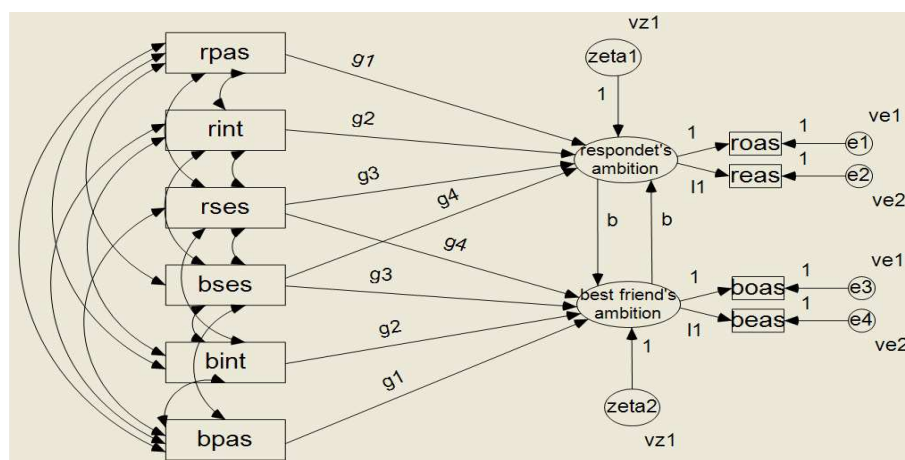 vz1
rpas
g1
zeta1
1
rint
g2
ve1
1
1
roas
e1
respondet's
ambition
1
g3
reas
e2
l1
rses
g4
ve2
g4
b
b
bses
g3
ve1
1
1
boas
e3
best friend's
ambition
1
beas
e4
l1
g2
bint
1
ve2
g1
zeta2
bpas
vz1